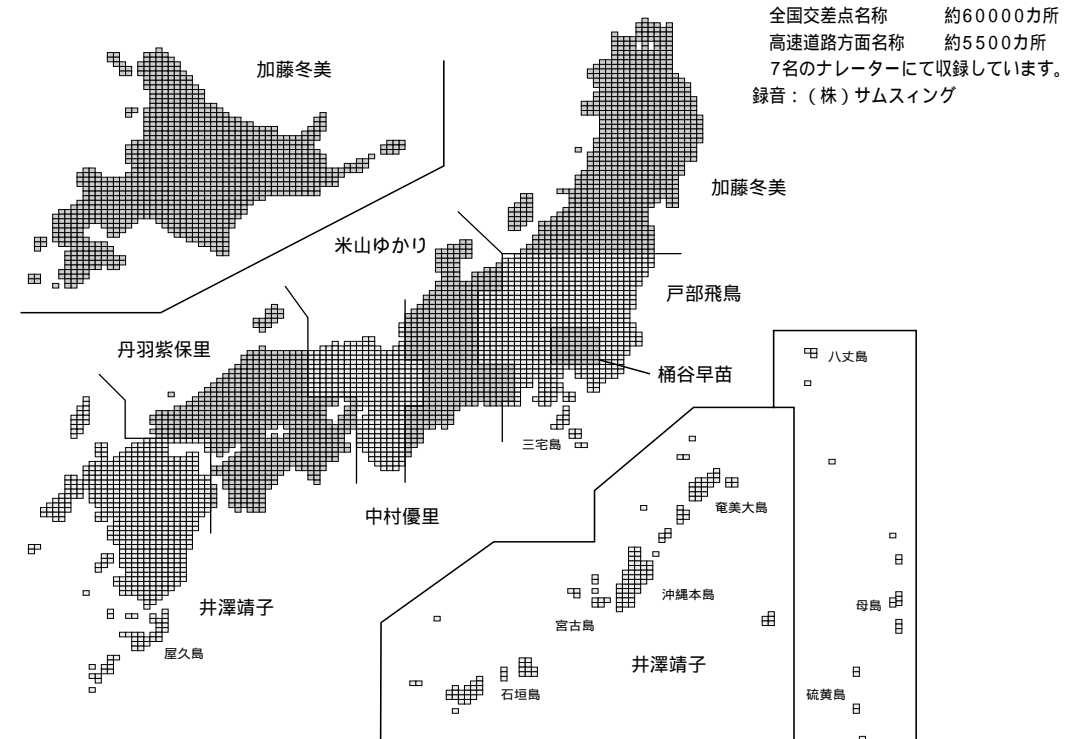 全国交差点名称 約60000カ所
高速道路方面名称 約5500カ所
7名のナレーターにて収録しています。
録音：（株）サムスィング
加藤冬美
加藤冬美
米山ゆかり
戸部飛鳥
丹羽紫保里
桶谷早苗
八丈島
三宅島
中村優里
奄美大島
沖縄本島
井澤靖子
宮古島
母島
屋久島
井澤靖子
石垣島
硫黄島